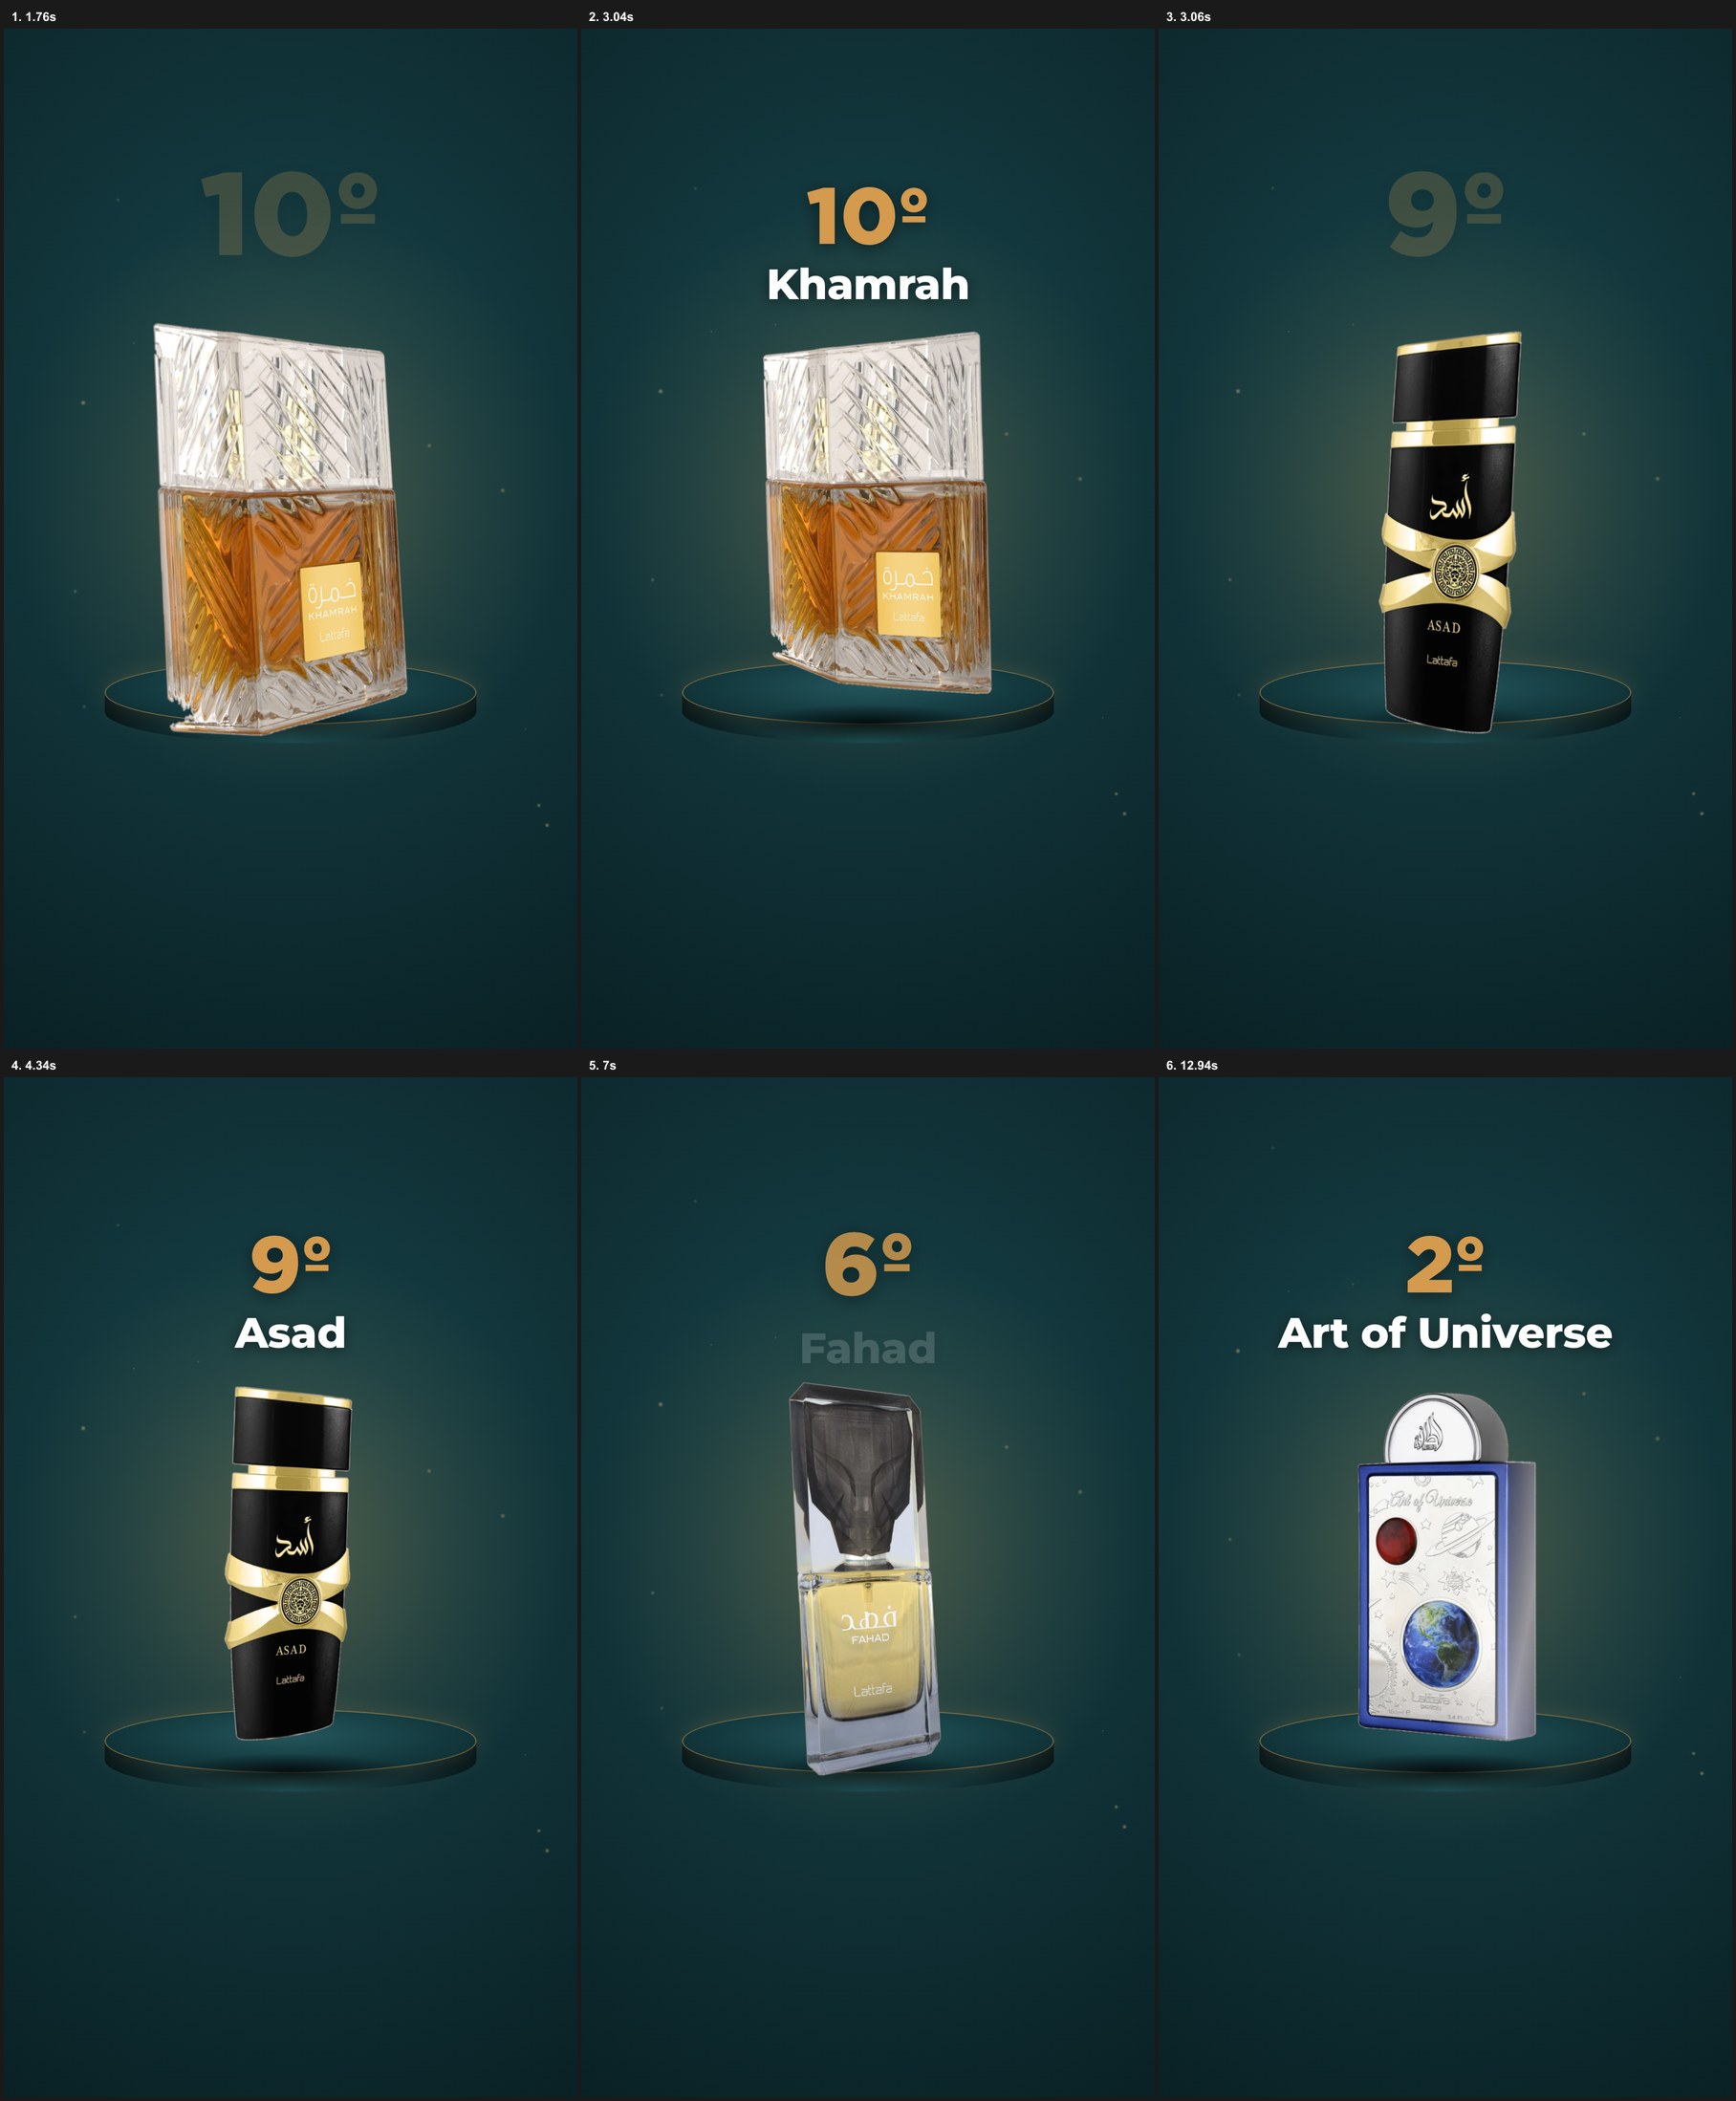 1. 1.76s
10º
خمرة
KHAMRAH
Lattafa
2. 3.04s
10º
Khamrah
خمرة
KHAMRAH
Lattafa
3. 3.06s
9º
أسد
ASAD
Lattafa
4. 4.34s
9º
Asad
أسد
ASAD
Lattafa
5. 7s
6º
Fahad
فهد
FAHAD
Lattafa
6. 12.94s
2º
Art of Universe
Art of Universe
Lattafa